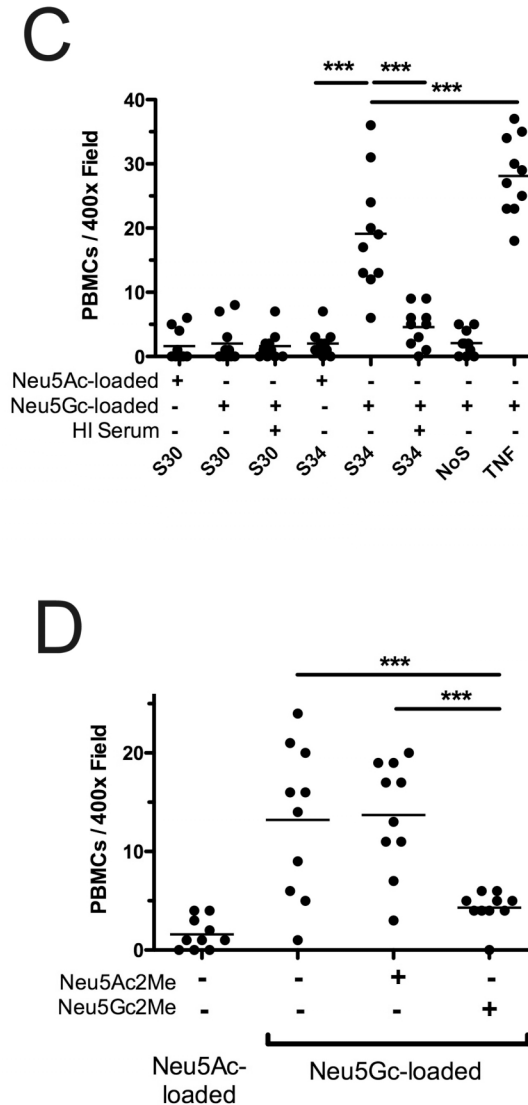 C
*** ***
***
PBMCs / 400x Field
40
30
20
10
0
Neu5Ac-loaded + - - + - - - -
Neu5Gc-loaded - + + - + + + +
HI Serum - - + - - + - -
S30 S30 S30 S34 S34 S34 NoS TNF
D
***
***
PBMCs / 400x Field
20
10
0
Neu5Ac2Me - - + -
Neu5Gc2Me - - - +
Neu5Ac-
loaded
Neu5Gc-loaded